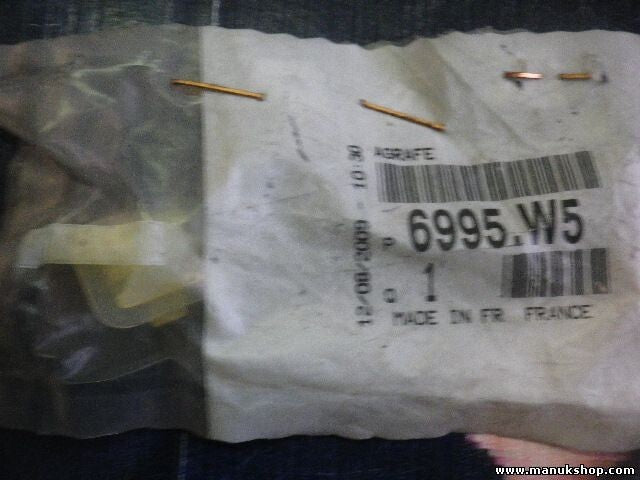 AGRAFE
P 6995.W5
Q 1
MADE IN FR. FRANCE
12/08/2009 - 10:30
www.manukshop.com